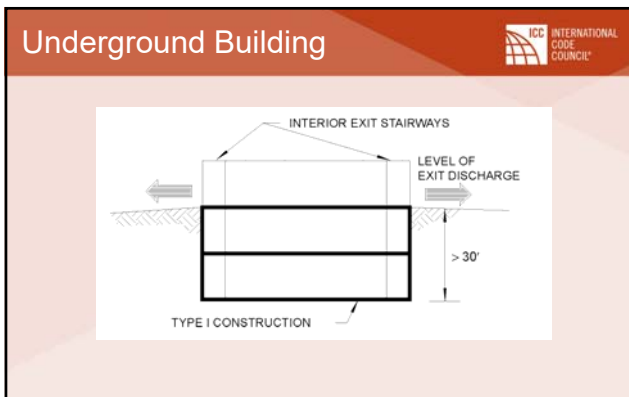 Underground Building
ICC INTERNATIONAL
CODE
COUNCIL®
INTERIOR EXIT STAIRWAYS
LEVEL OF
EXIT DISCHARGE
> 30'
TYPE I CONSTRUCTION